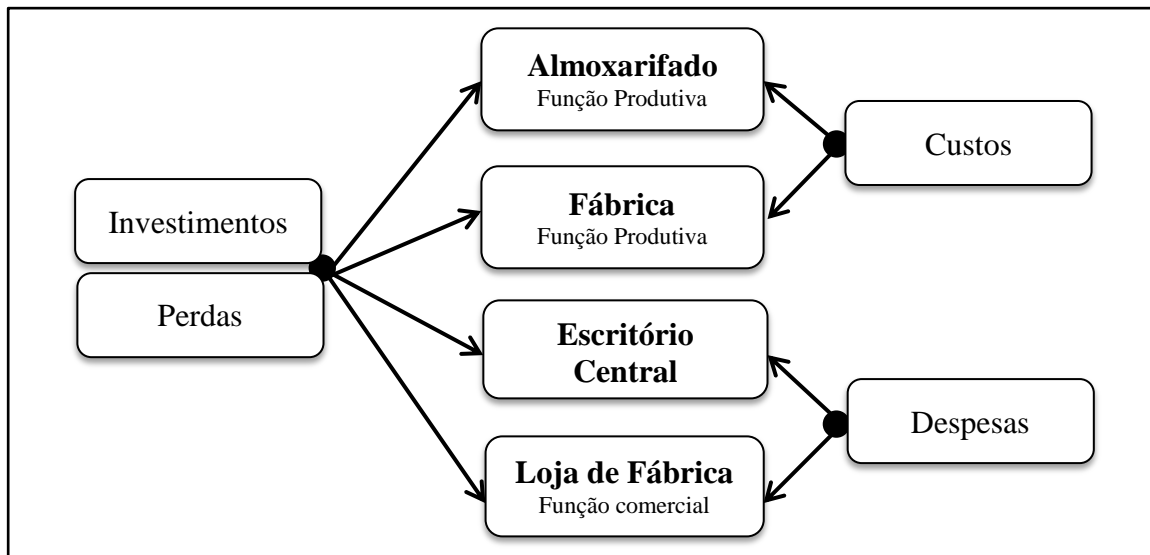 Almoxarifado
Função Produtiva
Custos
Fábrica
Função Produtiva
Investimentos
Perdas
Escritório
Central
Despesas
Loja de Fábrica
Função comercial